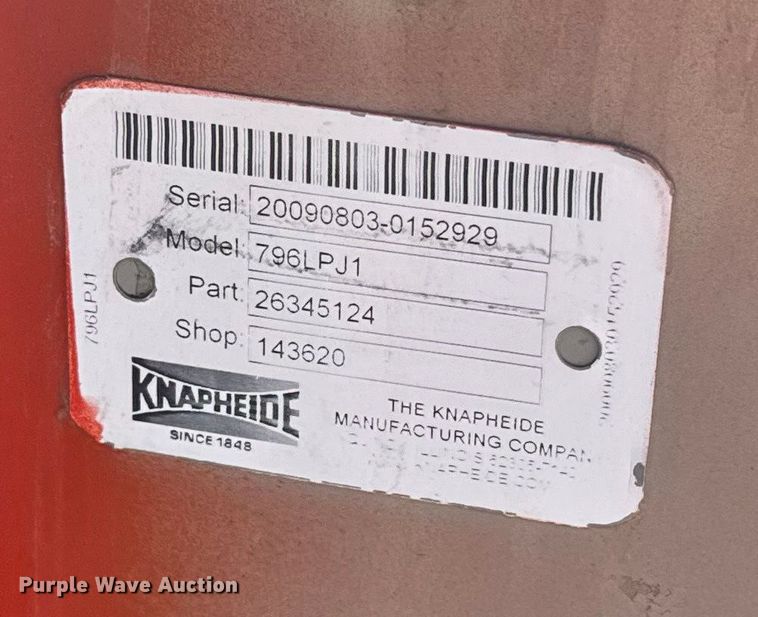 Serial: 20090803-0152929
Model: 796LPJ1
Part: 26345124
Shop: 143620
796LPJ1
KNAPHEIDE
SINCE 1848
THE KNAPHEIDE
MANUFACTURING COMPAN
Purple Wave Auction